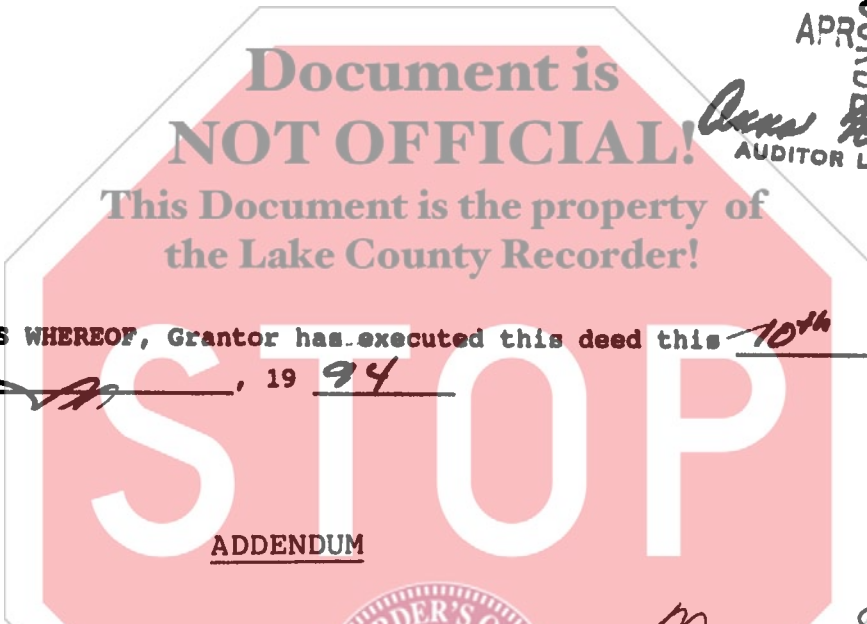 APR
Document is
NOT OFFICIAL!
AUDITOR L
This Document is the property of
the Lake County Recorder!
S WHEREOF, Grantor has executed this deed this 10th
, 19 94
STOP
ADDENDUM
RDER'S